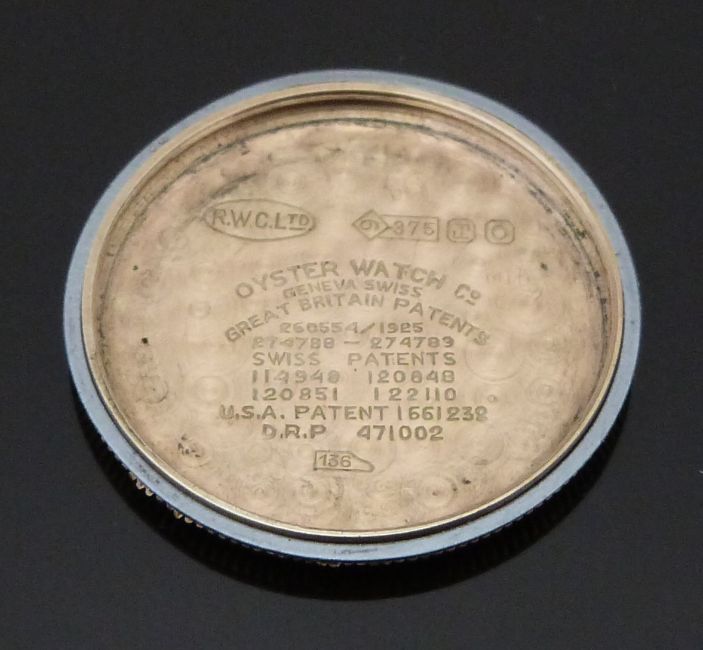 R.W.C.LTD 9 .375
OYSTER WATCH Co
GENEVA SWISS
GREAT BRITAIN PATENTS
260554/1925
274788 - 274789
SWISS PATENTS
114948 120848
120851 122110
U.S.A. PATENT 1661232
D.R.P 471002
136